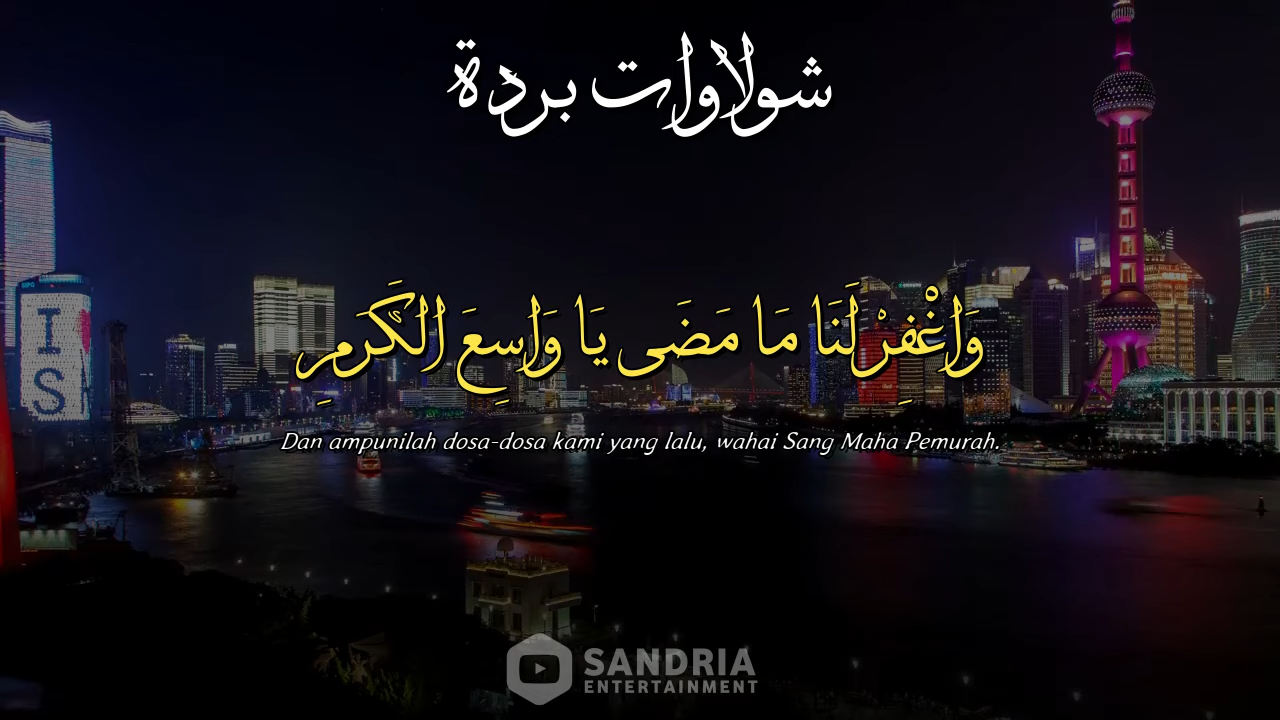 شولاوات بردة
وَاغْفِرْ لَنَا مَا مَضَى يَا وَاسِعَ الْكَرَمِ
Dan ampunilah dosa-dosa kami yang lalu, wahai Sang Maha Pemurah.
I
S
SANDRIA
ENTERTAINMENT